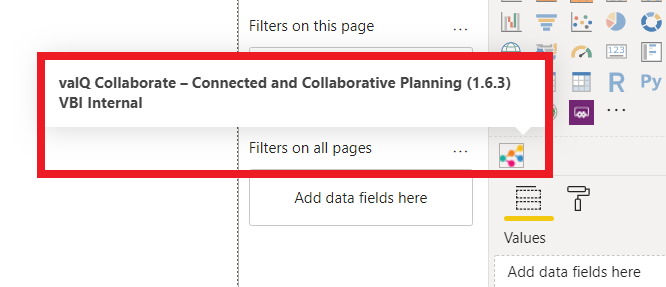 Filters on this page
...
valQ Collaborate – Connected and Collaborative Planning (1.6.3)
VBI Internal
123
R
Py
...
Filters on all pages
...
Add data fields here
Values
Add data fields here